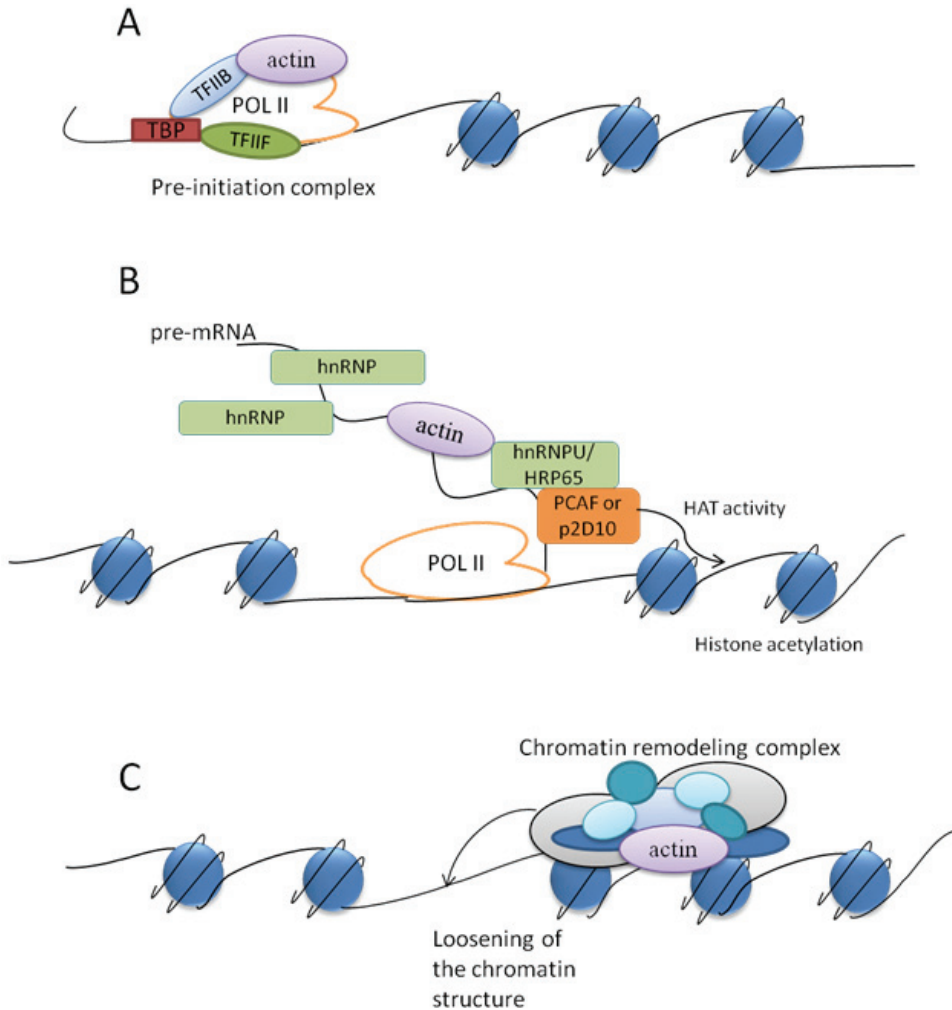 A
TFIIB
actin
POL II
TBP
TFIIF
Pre-initiation complex
B
pre-mRNA
hnRNP
hnRNP
actin
hnRNPU/
HRP65
PCAF or
p2D10
HAT activity
POL II
Histone acetylation
Chromatin remodeling complex
C
actin
Loosening of
the chromatin
structure